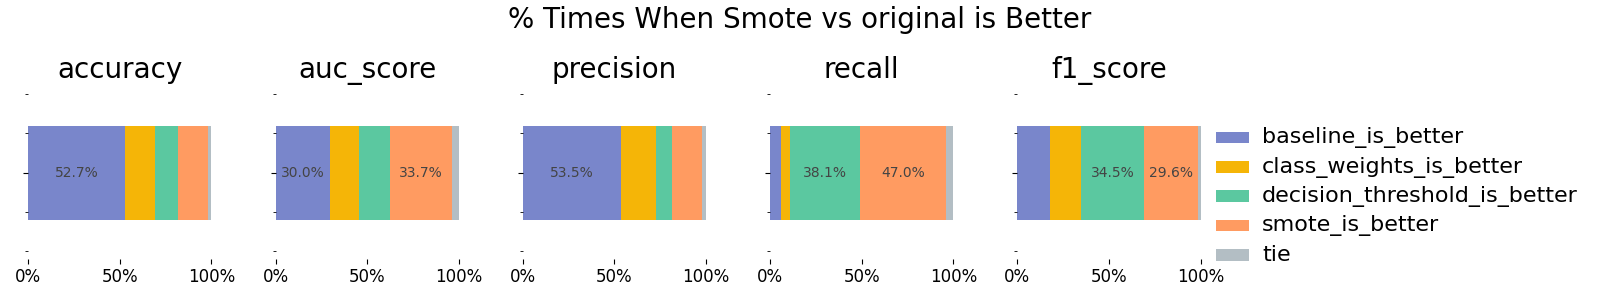 % Times When Smote vs original is Better
accuracy
auc_score
precision
recall
f1_score
52.7%
30.0%
33.7%
53.5%
38.1%
47.0%
34.5%
29.6%
0%
50%
100%
0%
50%
100%
0%
50%
100%
0%
50%
100%
0%
50%
100%
baseline_is_better
class_weights_is_better
decision_threshold_is_better
smote_is_better
tie